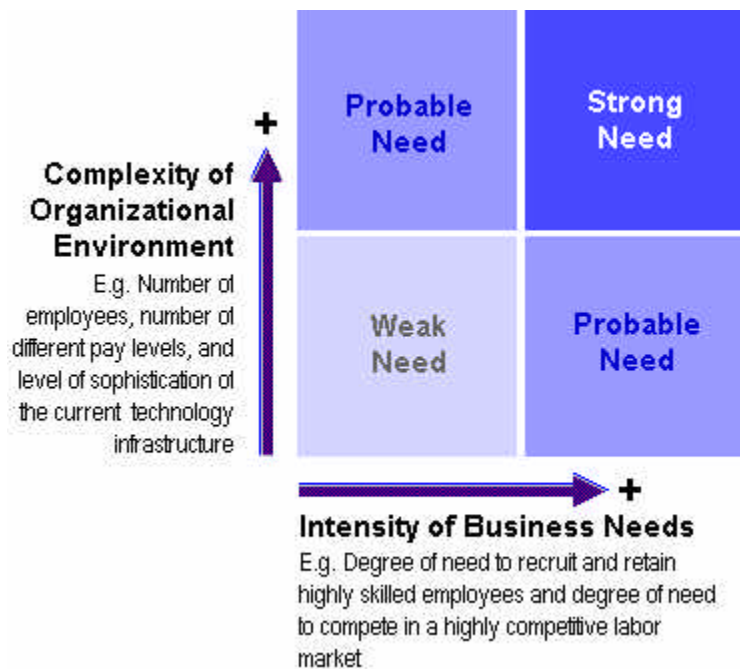 Probable
Need
Strong
Need
+
Complexity of
Organizational
Environment
E.g. Number of
employees, number of
different pay levels, and
level of sophistication of
the current technology
infrastructure
Weak
Need
Probable
Need
+
Intensity of Business Needs
E.g. Degree of need to recruit and retain
highly skilled employees and degree of need
to compete in a highly competitive labor
market